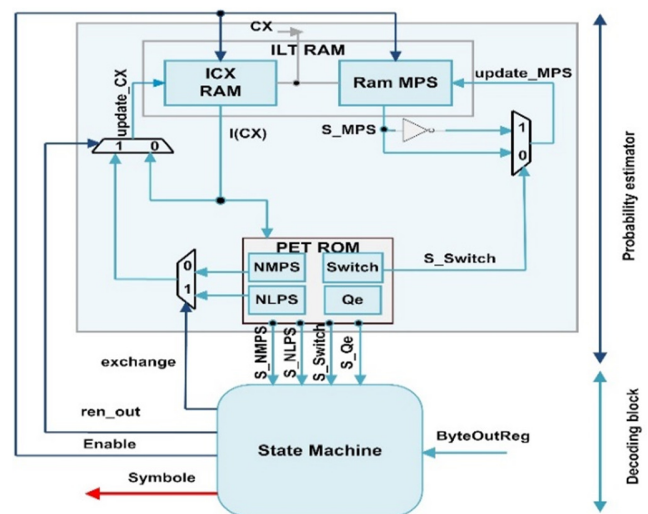 CX
ILT RAM
ICX
RAM
Ram MPS
update_CX
update_MPS
S_MPS
I(CX)
1
0
1
0
PET ROM
NMPS
Switch
NLPS
Qe
S_Switch
0
1
S_NMPS
S_NLPS
S_Switch
S_Qe
exchange
ren_out
Enable
Symbole
State Machine
ByteOutReg
Probability estimator
Decoding block